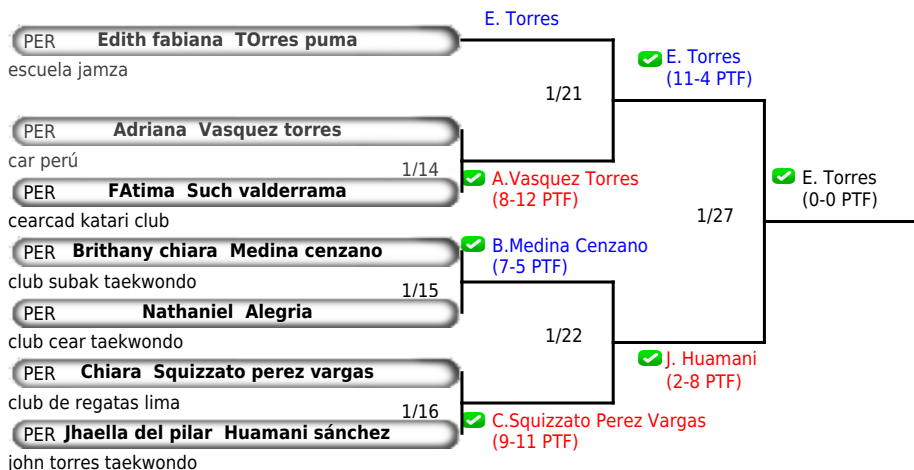 E. Torres
PER Edith fabiana TOrres puma
escuela jamza
E. Torres
(11-4 PTF)
1/21
PER Adriana Vasquez torres
car perú
1/14
A.Vasquez Torres
(8-12 PTF)
E. Torres
(0-0 PTF)
PER FAtima Such valderrama
cearcad katari club
1/27
PER Brithany chiara Medina cenzano
B.Medina Cenzano
(7-5 PTF)
club subak taekwondo
1/15
PER Nathaniel Alegria
club cear taekwondo
1/22
J. Huamani
(2-8 PTF)
PER Chiara Squizzato perez vargas
club de regatas lima
1/16
C.Squizzato Perez Vargas
(9-11 PTF)
PER Jhaella del pilar Huamani sánchez
john torres taekwondo